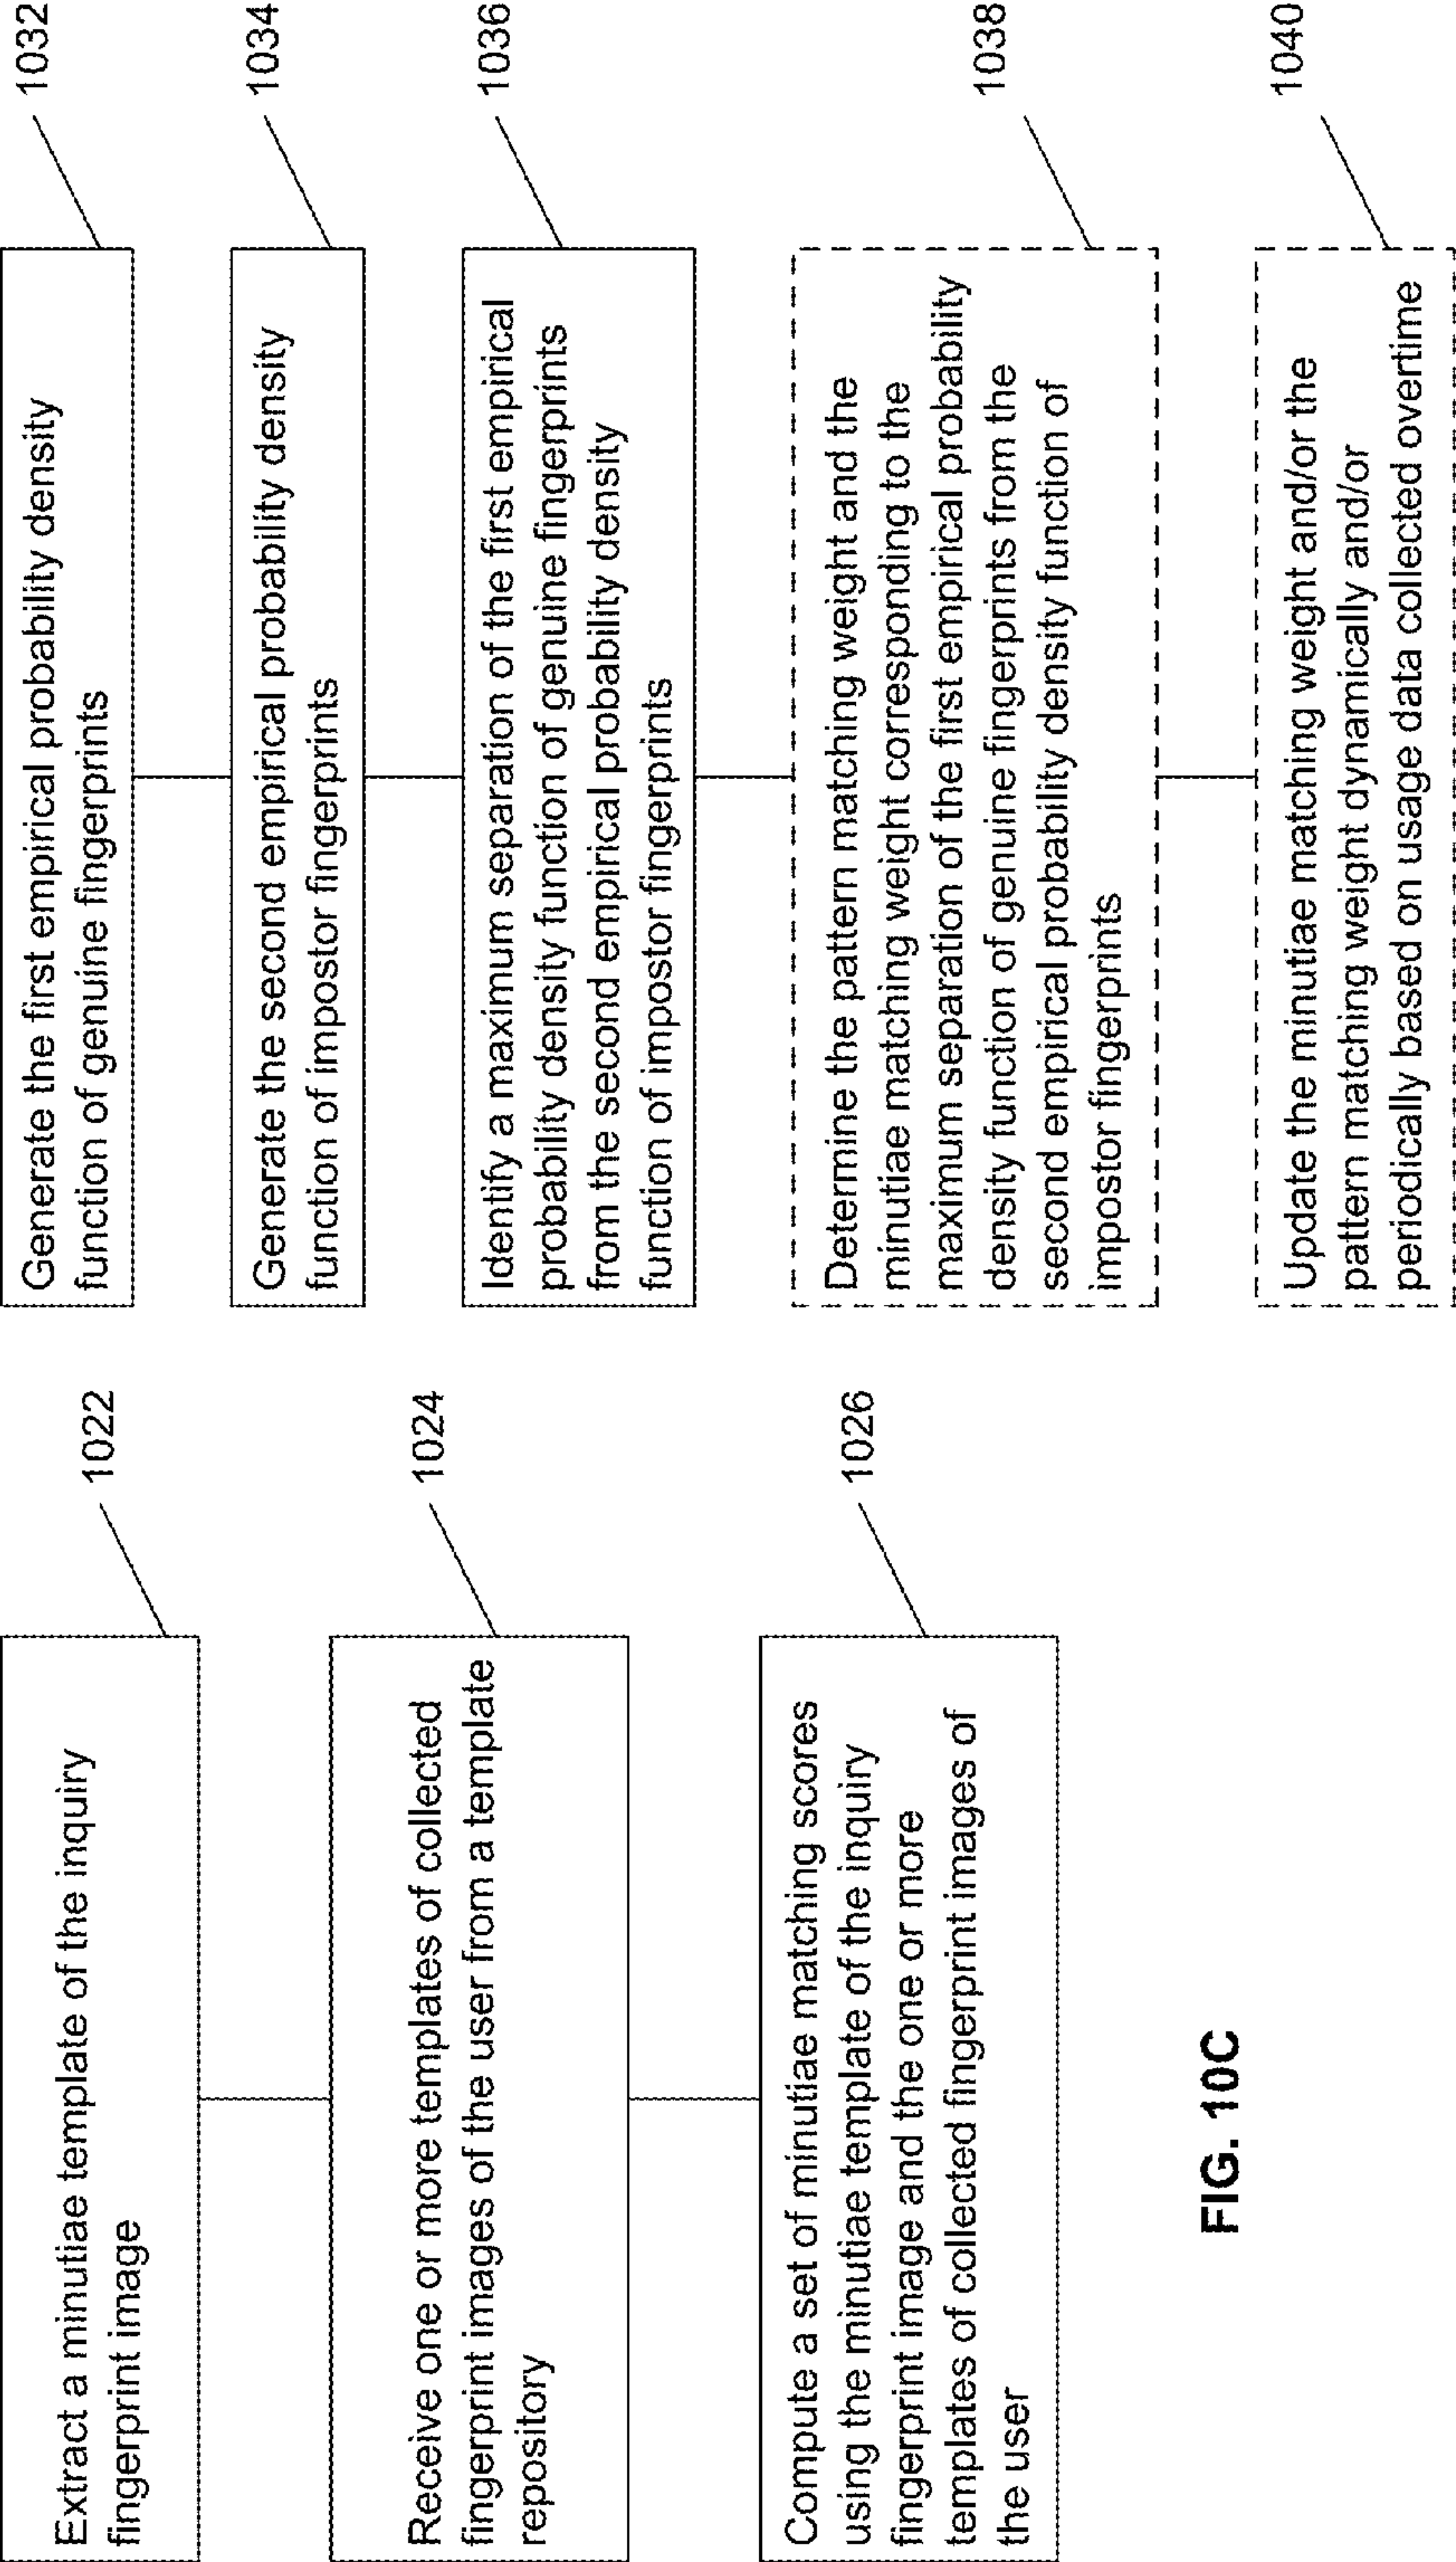 Extract a minutiae template of the inquiry
fingerprint image
1022
Receive one or more templates of collected
fingerprint images of the user from a template
repository
1024
Compute a set of minutiae matching scores
using the minutiae template of the inquiry
fingerprint image and the one or more
templates of collected fingerprint images of
the user
1026
FIG. 10C
Generate the first empirical probability density
function of genuine fingerprints
1032
Generate the second empirical probability density
function of impostor fingerprints
1034
Identify a maximum separation of the first empirical
probability density function of genuine fingerprints
from the second empirical probability density
function of impostor fingerprints
1036
Determine the pattern matching weight and the
minutiae matching weight corresponding to the
maximum separation of the first empirical probability
density function of genuine fingerprints from the
second empirical probability density function of
impostor fingerprints
1038
Update the minutiae matching weight and/or the
pattern matching weight dynamically and/or
periodically based on usage data collected overtime
1040